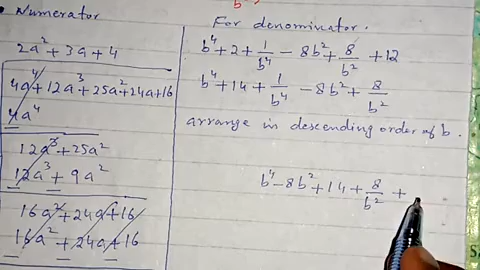 • Numerator
2a² + 3a + 4
4a⁴ + 12a³ + 25a² + 24a + 16
4a⁴
12a³ + 25a²
12a³ + 9a²
16a² + 24a + 16
16a² + 24a + 16
For denominator.
b⁴ + 2 + 1/b⁴ - 8b² + 8/b² + 12
b⁴ + 14 + 1/b⁴ - 8b² + 8/b²
arrange in descending order of b.
b⁴ - 8b² + 14 + 8/b² +